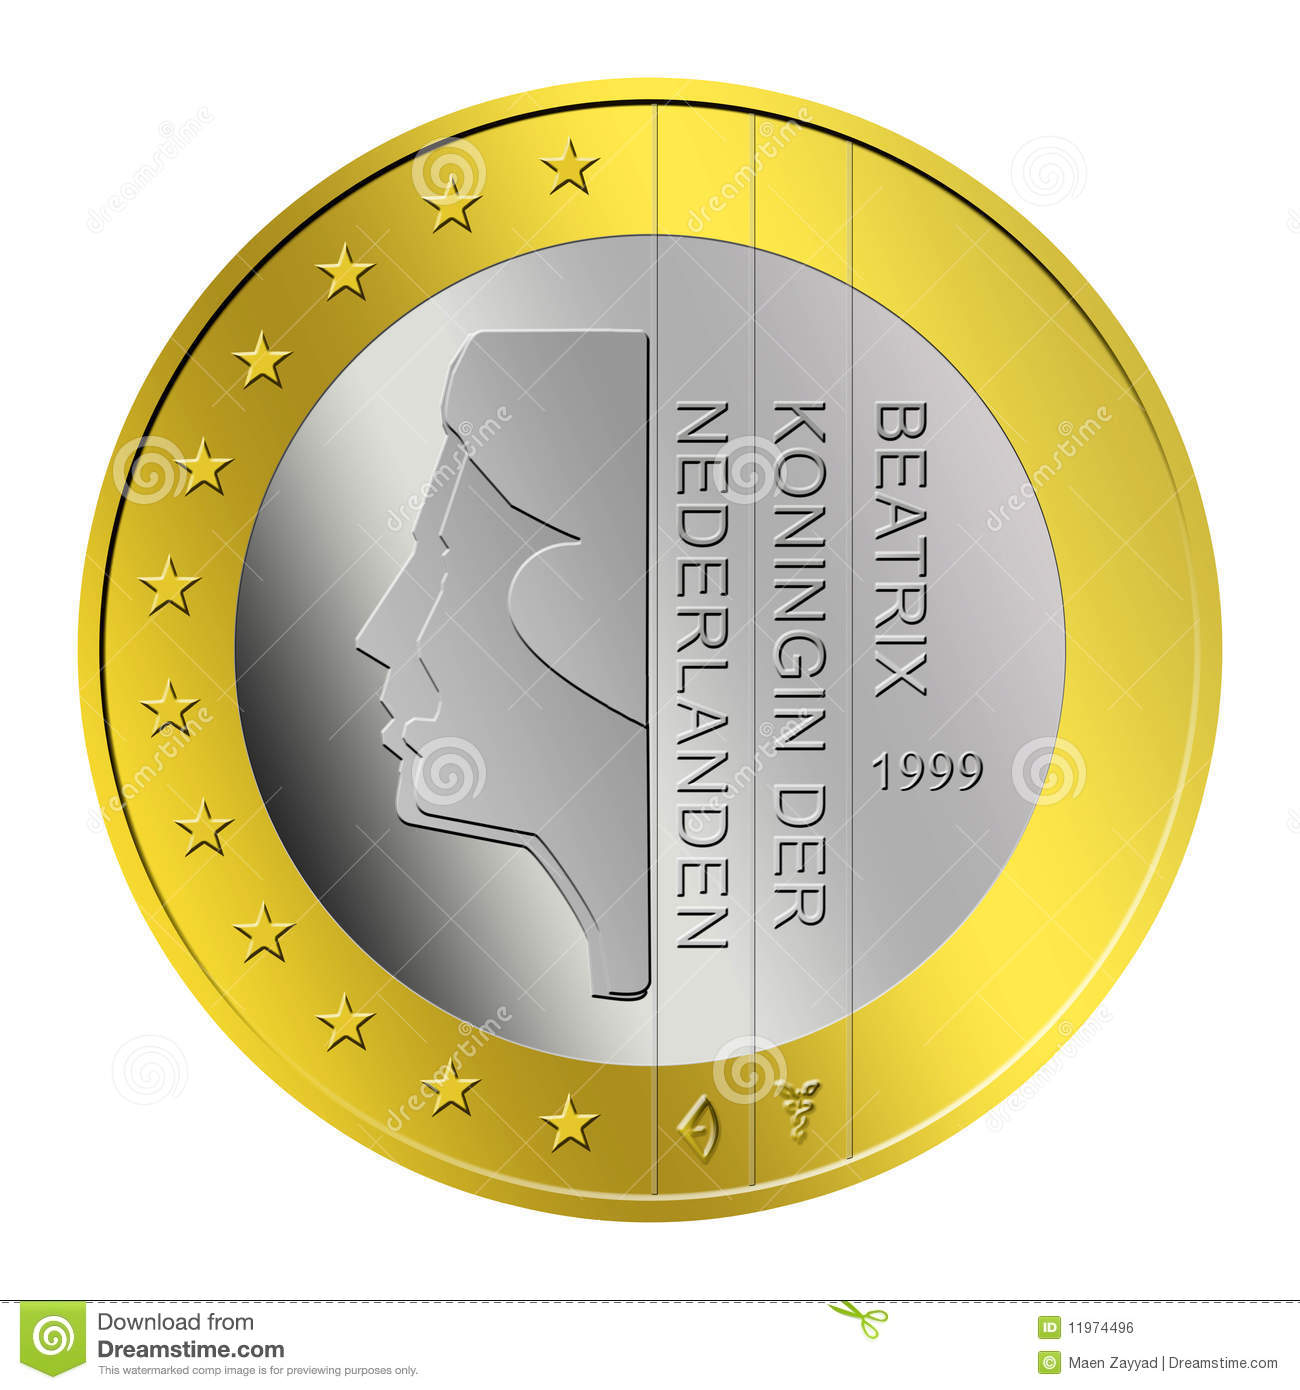 BEATRIX
KONINGIN DER
NEDERLANDEN
1999
dreamstime
Download from
Dreamstime.com
This watermarked comp image is for previewing purposes only.
ID 11974496
© Maen Zayyad | Dreamstime.com